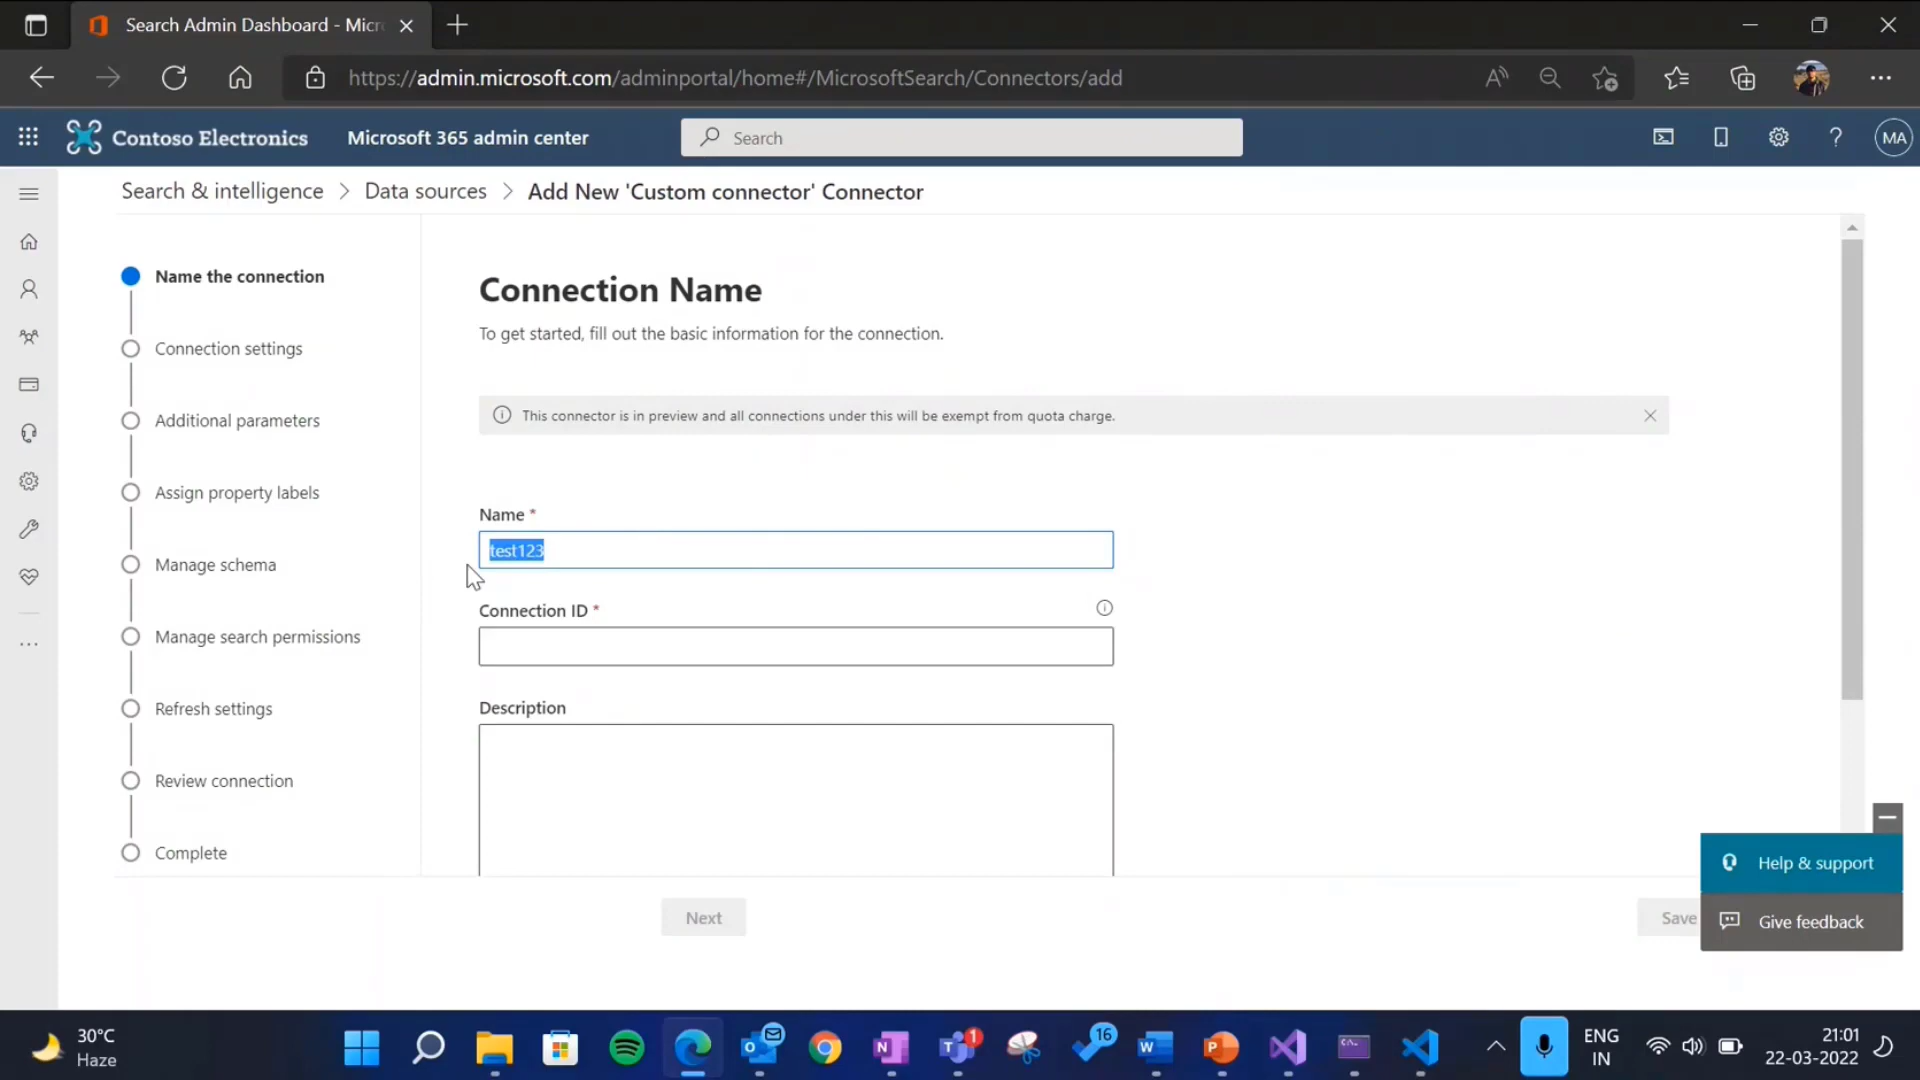 Search Admin Dashboard - Micr
https://admin.microsoft.com/adminportal/home#/MicrosoftSearch/Connectors/add
Contoso Electronics
Microsoft 365 admin center
Search
MA
Search & intelligence > Data sources > Add New 'Custom connector' Connector
Name the connection
Connection settings
Additional parameters
Assign property labels
Manage schema
Manage search permissions
Refresh settings
Review connection
Complete
Connection Name
To get started, fill out the basic information for the connection.
This connector is in preview and all connections under this will be exempt from quota charge.
Name *
test123
Connection ID *
Description
Next
Save
Help & support
Give feedback
30°C
Haze
1
16
ENG
IN
21:01
22-03-2022